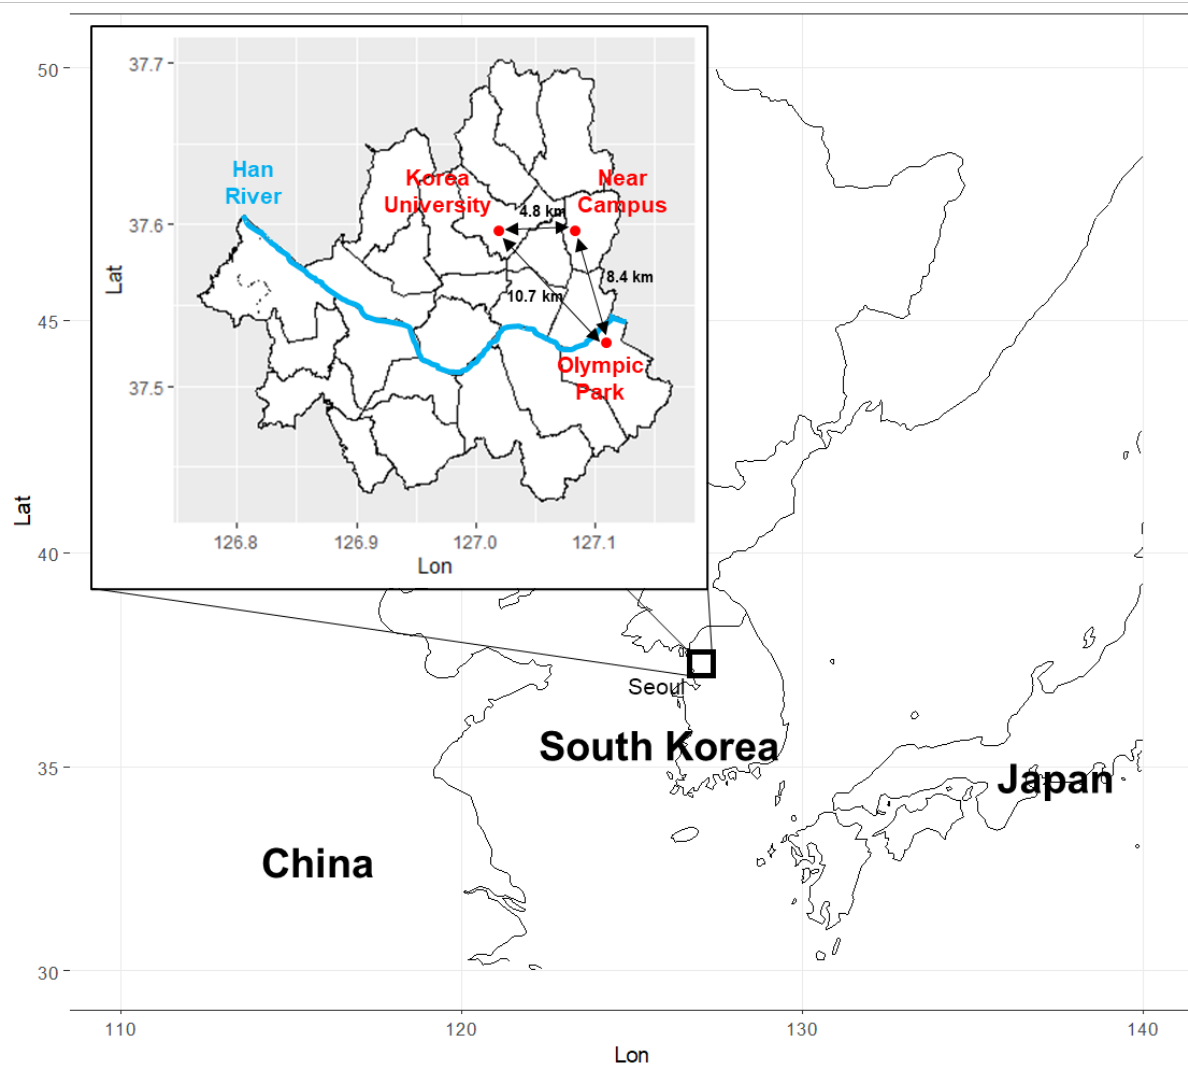 50
45
40
35
30
Lat
110
120
130
140
Lon
37.7
37.6
37.5
Lat
126.8
126.9
127.0
127.1
Lon
Han
River
Korea
University
Near
Campus
4.8 km
8.4 km
10.7 km
Olympic
Park
Seoul
South Korea
Japan
China